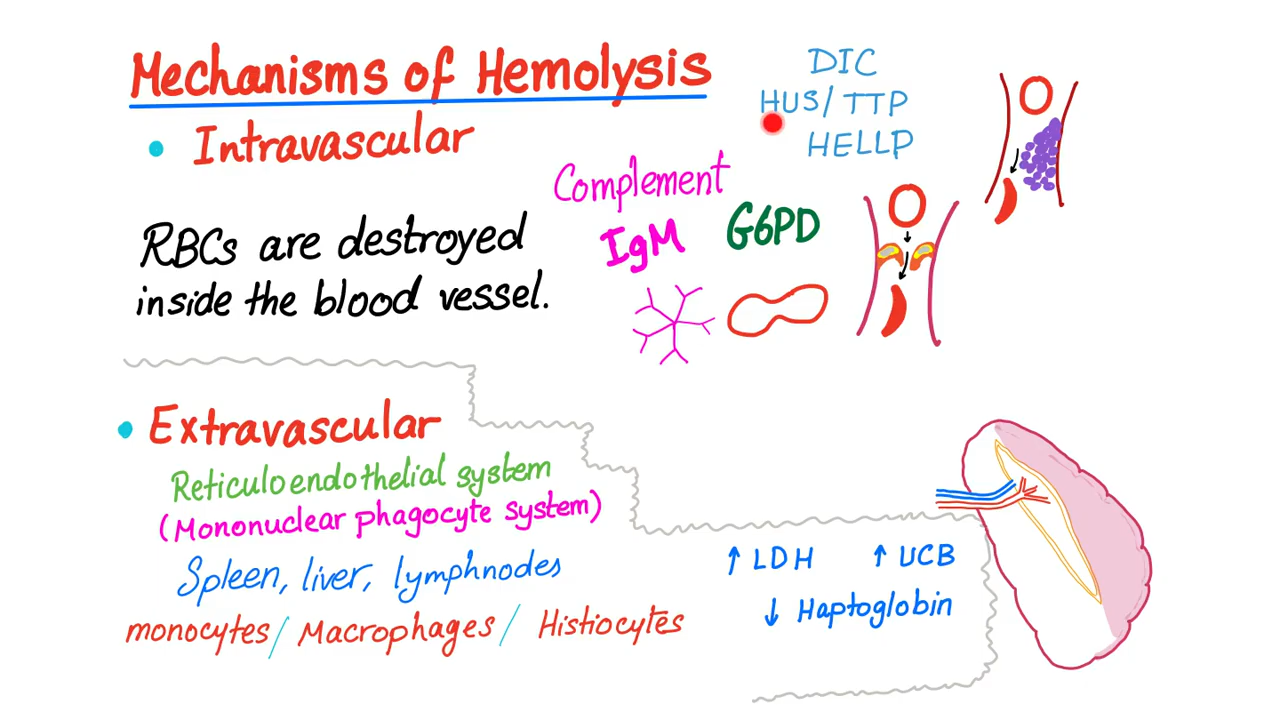 Mechanisms of Hemolysis
• Intravascular
RBCs are destroyed
inside the blood vessel.
DIC
HUS/TTP
HELLP
Complement
IgM
G6PD
• Extravascular
Reticuloendothelial system
(Mononuclear phagocyte system)
Spleen, liver, lymphnodes
monocytes/Macrophages/Histiocytes
↑ LDH ↑ UCB
↓ Haptoglobin